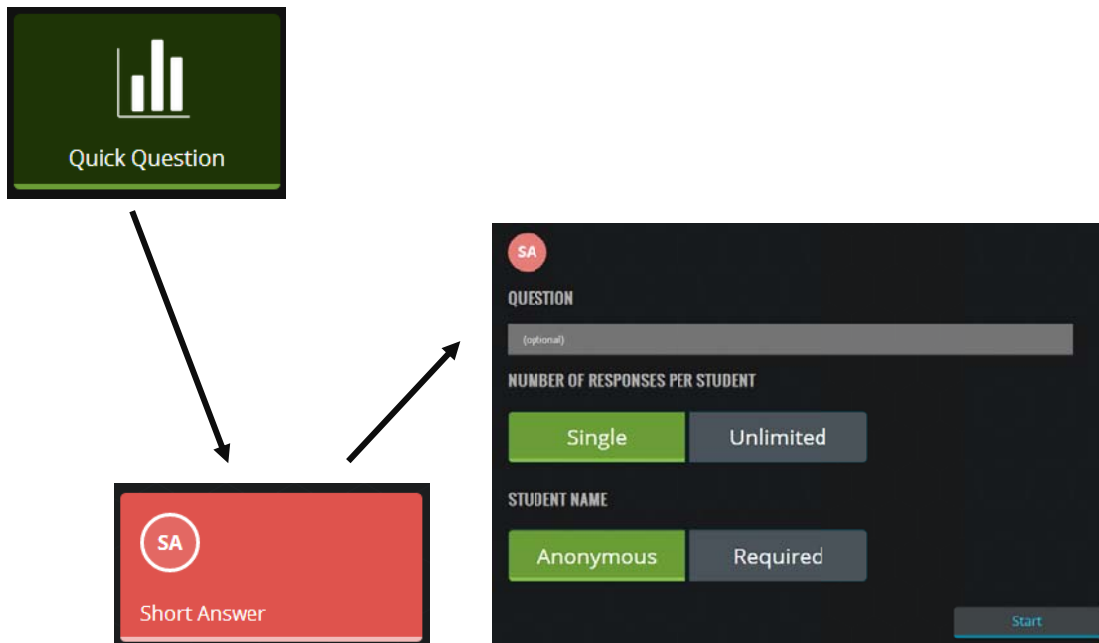 Quick Question
SA
Short Answer
SA
QUESTION
(optional)
NUMBER OF RESPONSES PER STUDENT
Single Unlimited
STUDENT NAME
Anonymous Required
Start